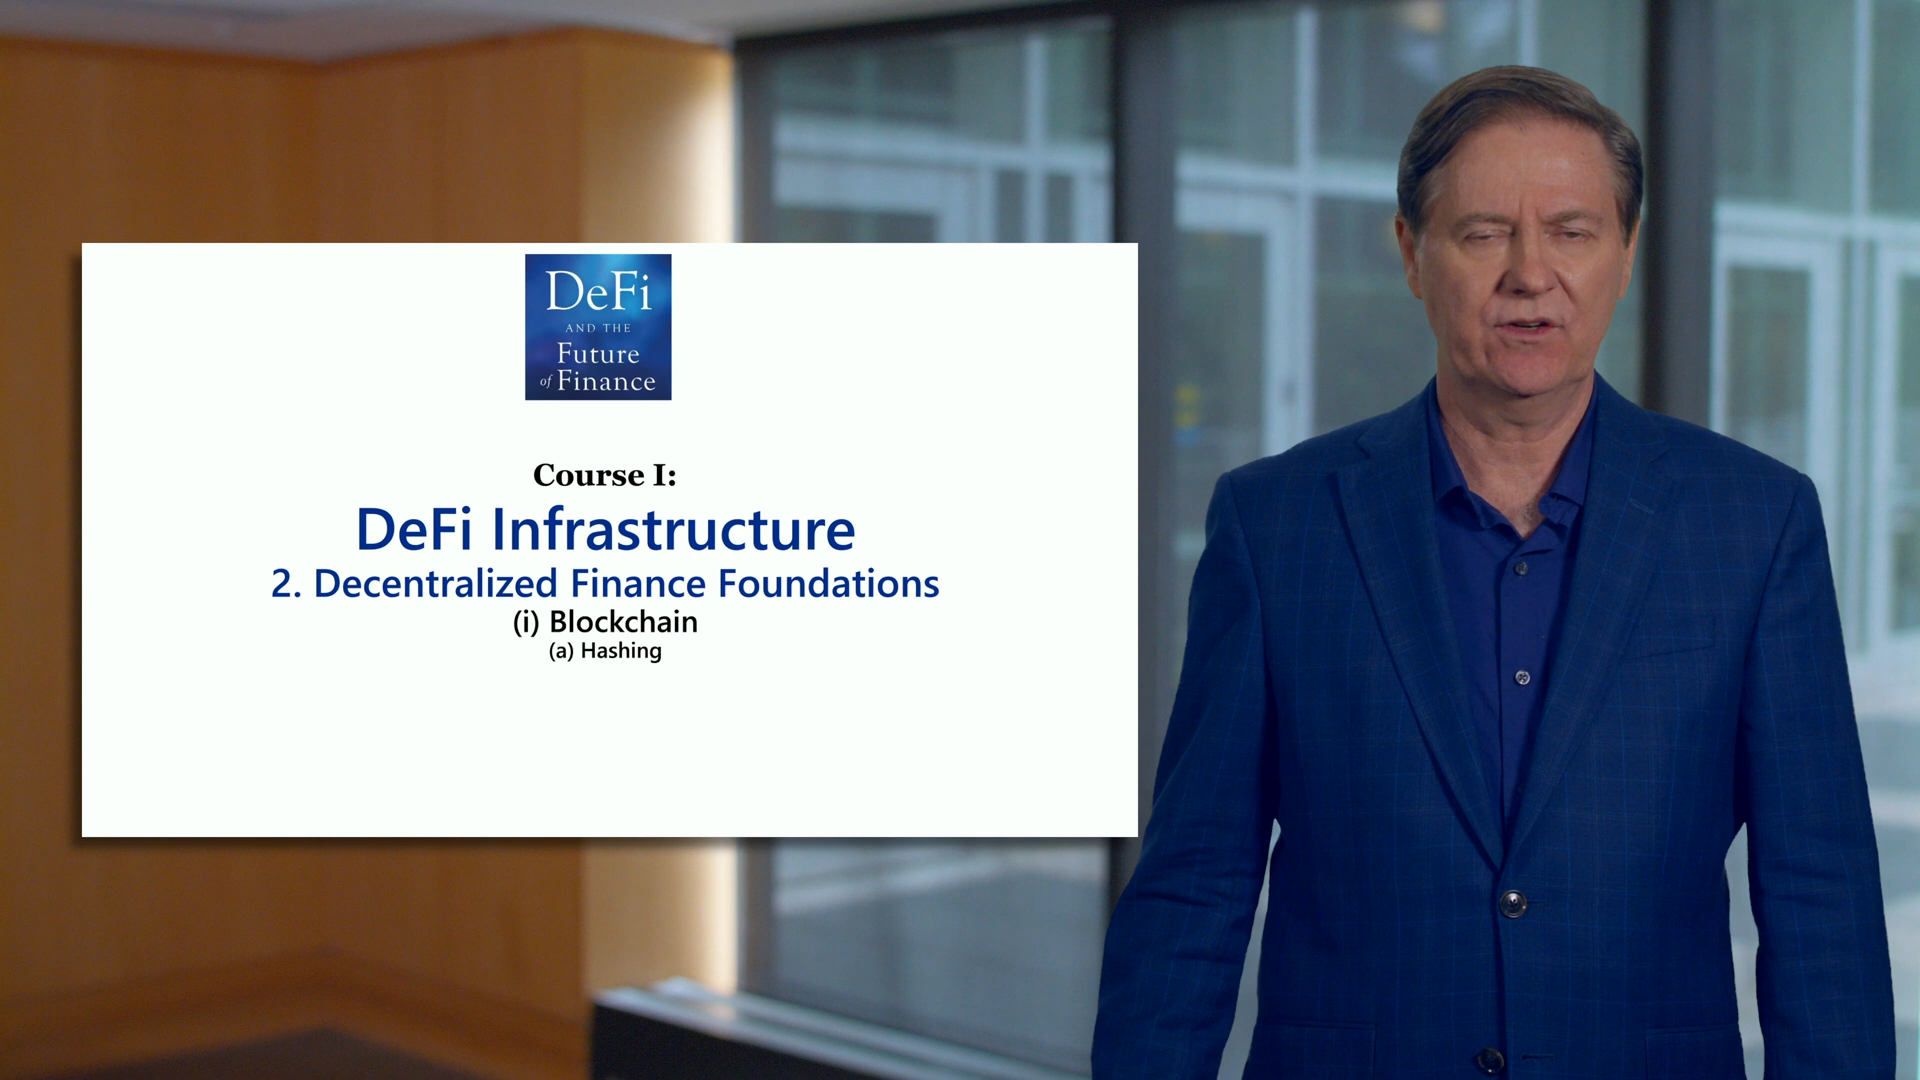 DeFi
AND THE
Future
of Finance
Course I:
DeFi Infrastructure
2. Decentralized Finance Foundations
(i) Blockchain
(a) Hashing